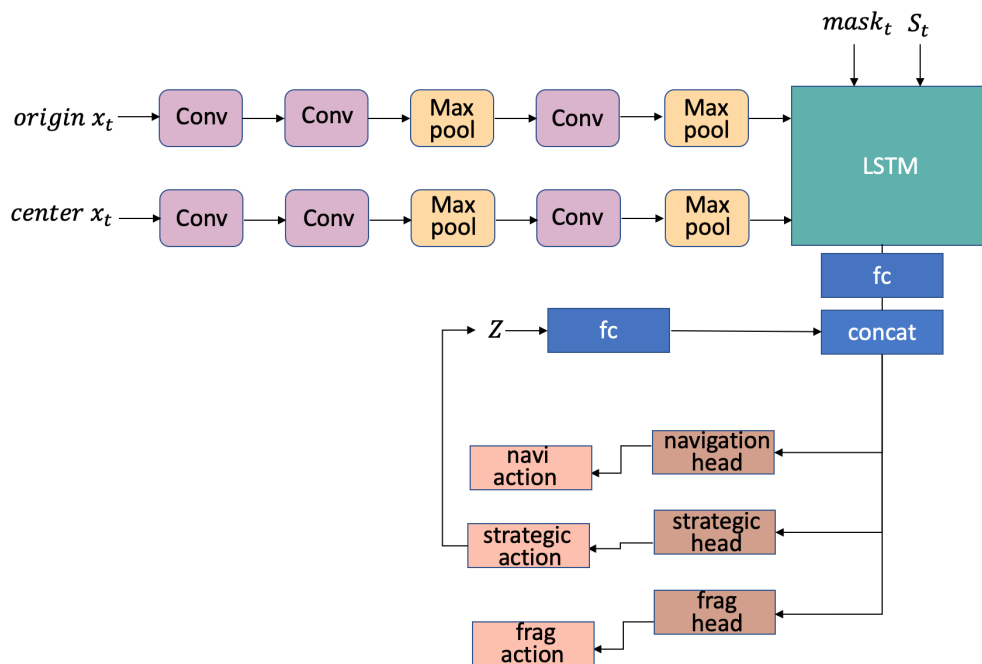 mask_t S_t
origin x_t Conv Conv Max pool Conv Max pool
LSTM
center x_t Conv Conv Max pool Conv Max pool
fc
Z fc concat
navi action
navigation head
strategic action
strategic head
frag action
frag head